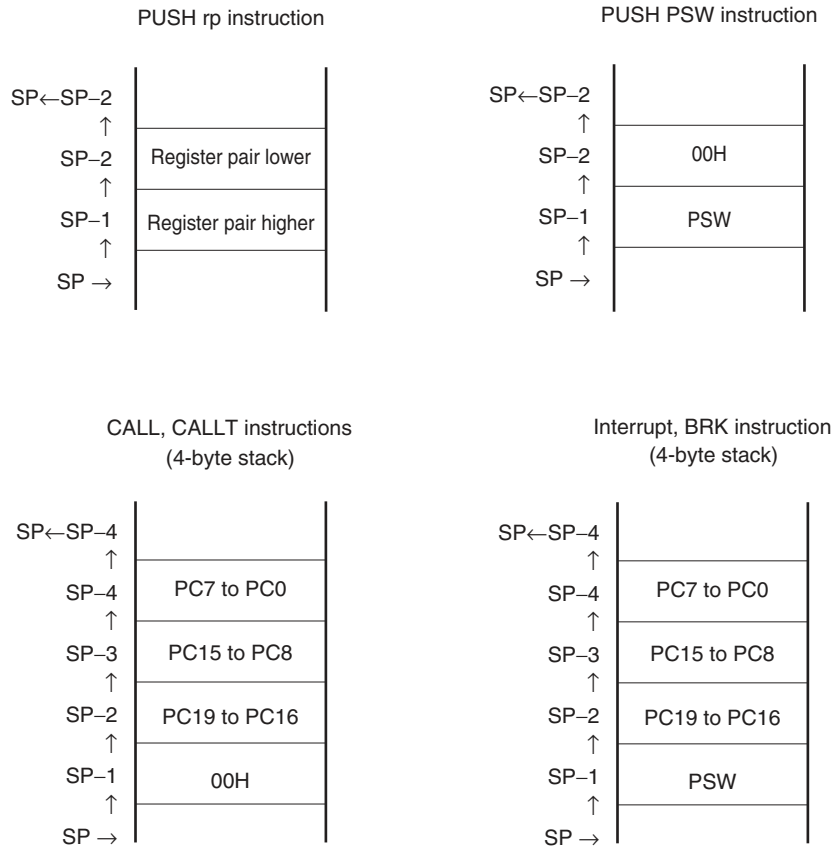 PUSH rp instruction
SP←SP–2
↑
SP–2
↑
SP–1
↑
SP →
Register pair lower
Register pair higher
PUSH PSW instruction
SP←SP–2
↑
SP–2
↑
SP–1
↑
SP →
00H
PSW
CALL, CALLT instructions
(4-byte stack)
SP←SP–4
↑
SP–4
↑
SP–3
↑
SP–2
↑
SP–1
↑
SP →
PC7 to PC0
PC15 to PC8
PC19 to PC16
00H
Interrupt, BRK instruction
(4-byte stack)
SP←SP–4
↑
SP–4
↑
SP–3
↑
SP–2
↑
SP–1
↑
SP →
PC7 to PC0
PC15 to PC8
PC19 to PC16
PSW